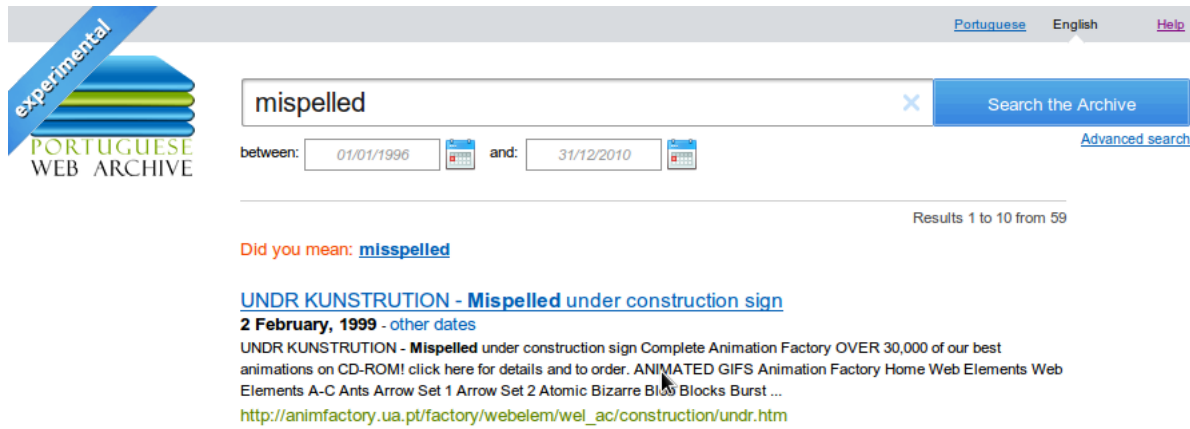 experimental
Portuguese English Help
PORTUGUESE
WEB ARCHIVE
mispelled
Search the Archive
Advanced search
between: 01/01/1996 and: 31/12/2010
Results 1 to 10 from 59
Did you mean: misspelled
UNDR KUNSTRUTION - Mispelled under construction sign
2 February, 1999 - other dates
UNDR KUNSTRUTION - Mispelled under construction sign Complete Animation Factory OVER 30,000 of our best
animations on CD-ROM! click here for details and to order. ANIMATED GIFS Animation Factory Home Web Elements Web
Elements A-C Ants Arrow Set 1 Arrow Set 2 Atomic Bizarre Blocks Burst ...
http://animfactory.ua.pt/factory/webelem/wel_ac/construction/undr.htm